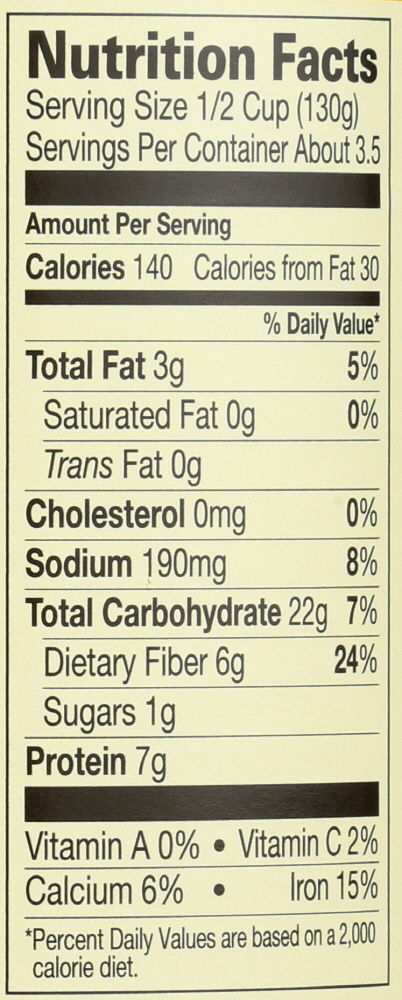 Nutrition Facts
Serving Size 1/2 Cup (130g)
Servings Per Container About 3.5
Amount Per Serving
Calories 140 Calories from Fat 30
% Daily Value*
Total Fat 3g 5%
Saturated Fat 0g 0%
Trans Fat 0g
Cholesterol 0mg 0%
Sodium 190mg 8%
Total Carbohydrate 22g 7%
Dietary Fiber 6g 24%
Sugars 1g
Protein 7g
Vitamin A 0% • Vitamin C 2%
Calcium 6% • Iron 15%
*Percent Daily Values are based on a 2,000
calorie diet.